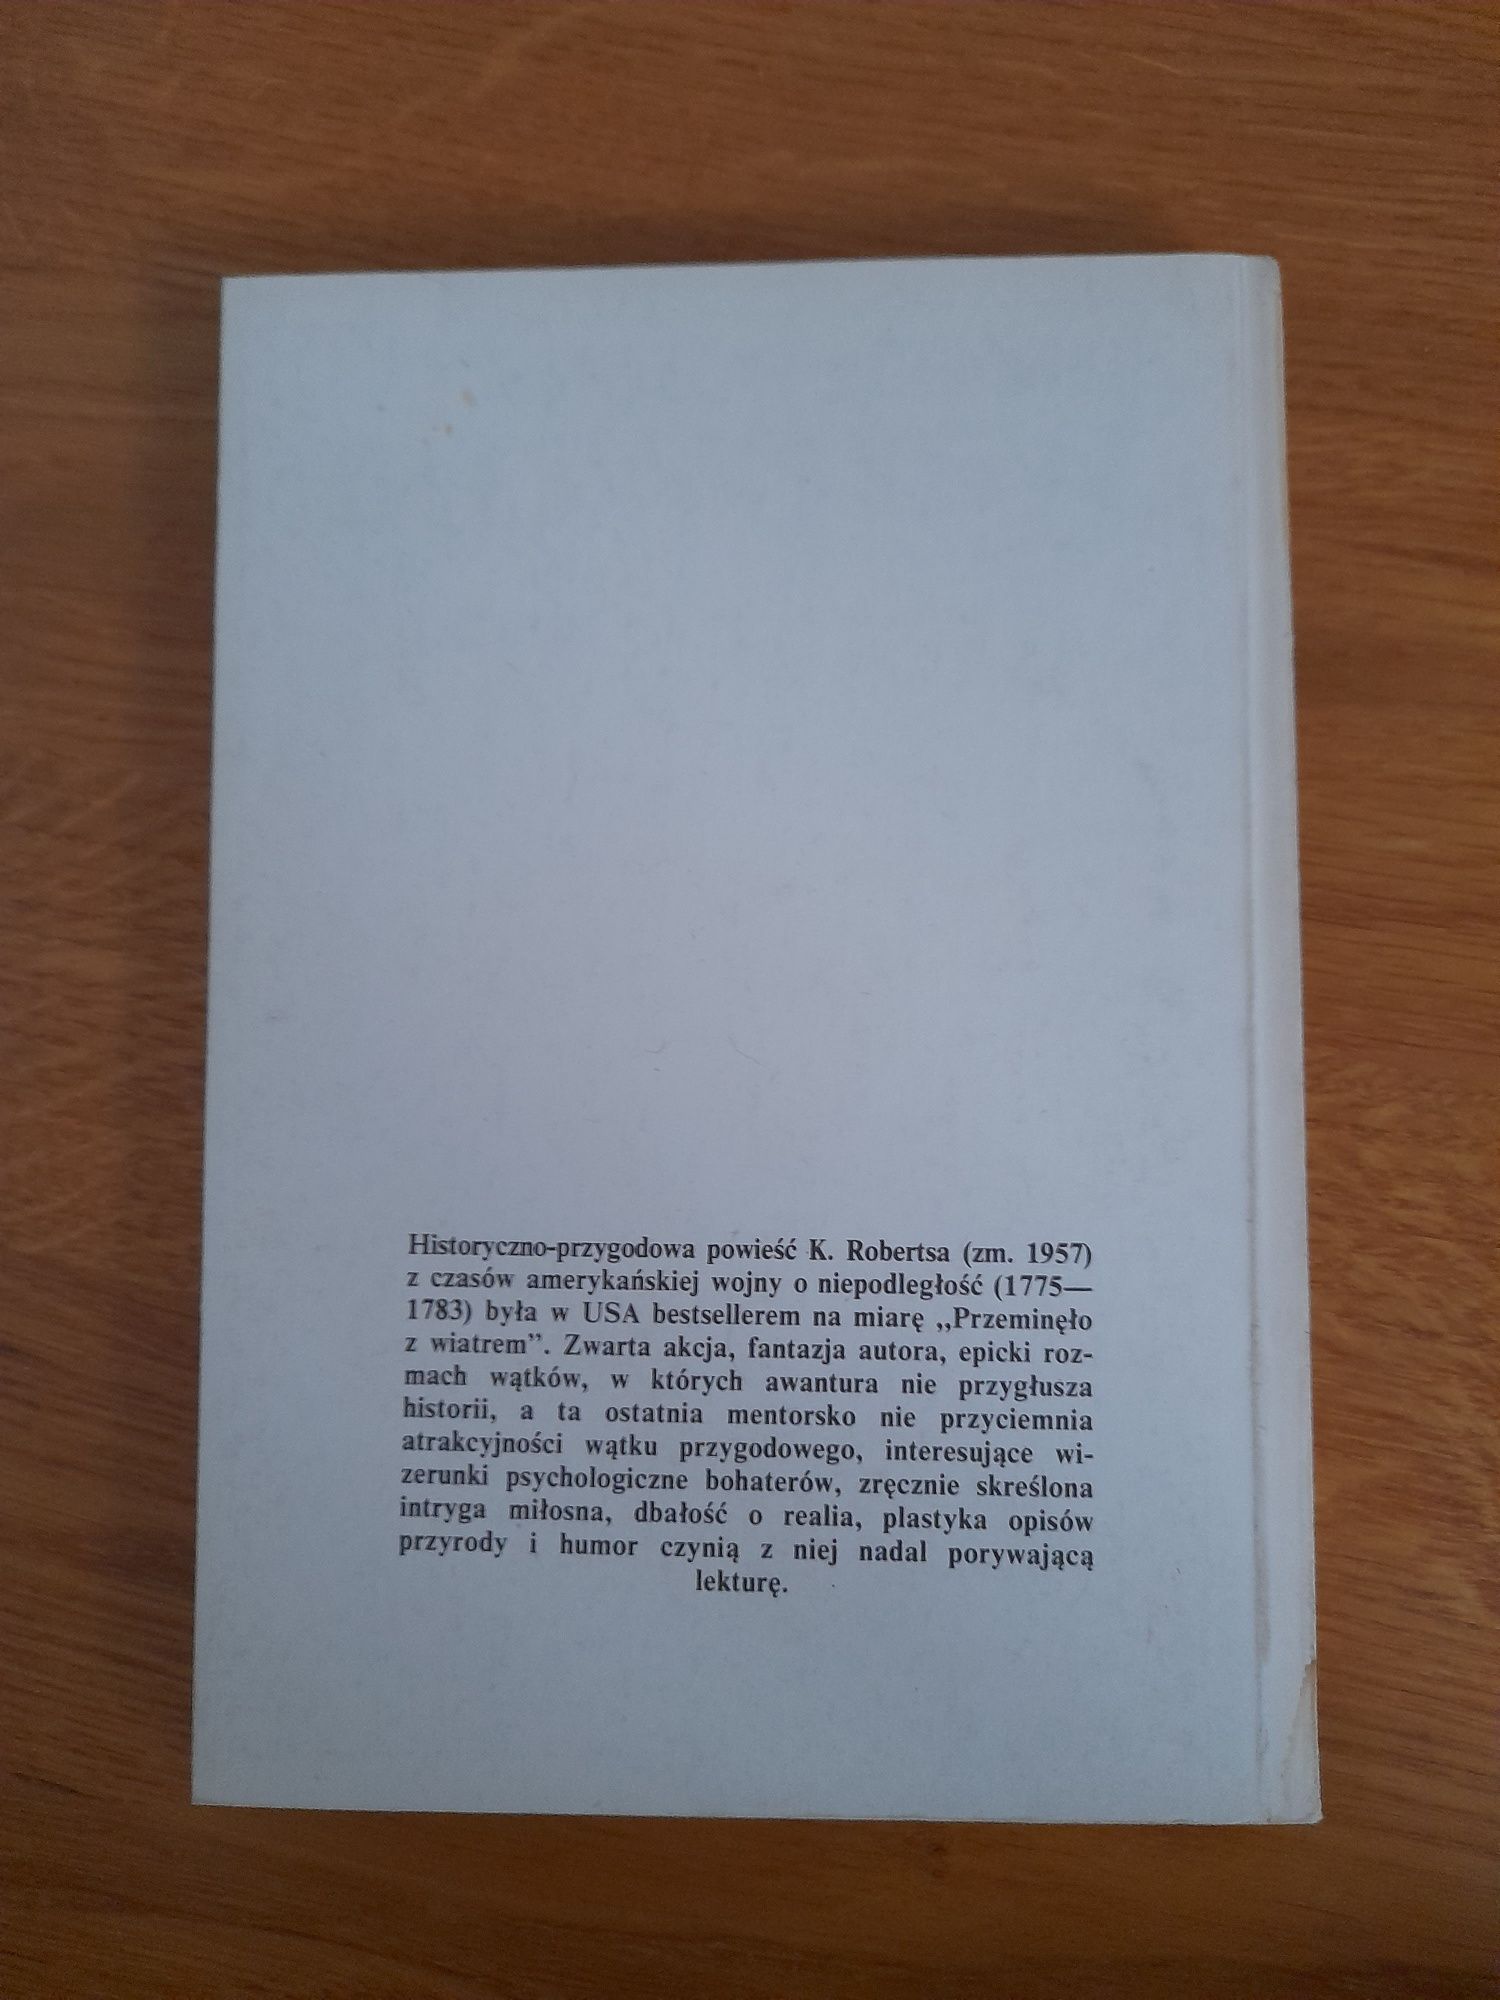 Historyczno-przygodowa powieść K. Robertsa (zm. 1957)
z czasów amerykańskiej wojny o niepodległość (1775—
1783) była w USA bestsellerem na miarę „Przeminęło
z wiatrem”. Zwarta akcja, fantazja autora, epicki roz-
mach wątków, w których awantura nie przygłusza
historii, a ta ostatnia mentorsko nie przyciemnia
atrakcyjności wątku przygodowego, interesujące wi-
zerunki psychologiczne bohaterów, zręcznie skreślona
intryga miłosna, dbałość o realia, plastyka opisów
przyrody i humor czynią z niej nadal porywającą
lekturę.